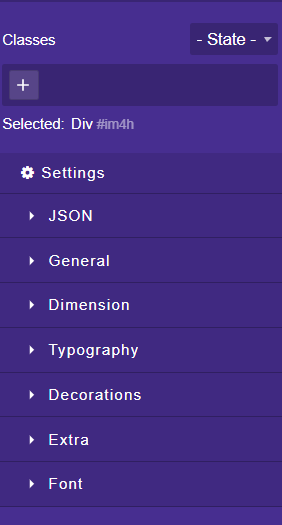 Classes
- State -
+
Selected: Div #im4h
Settings
JSON
General
Dimension
Typography
Decorations
Extra
Font